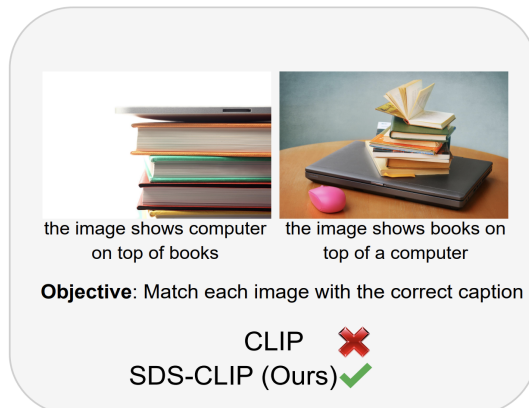 the image shows computer
on top of books
the image shows books on
top of a computer
Objective: Match each image with the correct caption
CLIP
SDS-CLIP (Ours)